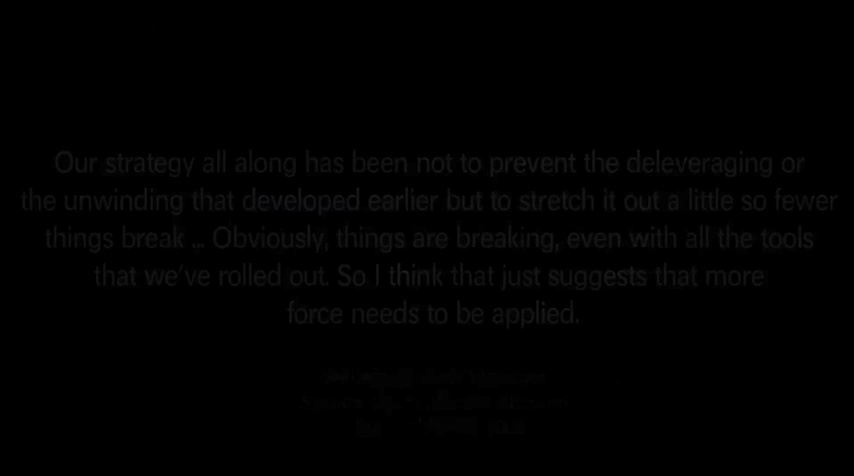 Our strategy all along has been not to prevent the deleveraging or
the unwinding that developed earlier but to stretch it out a little so fewer
things break ... Obviously, things are breaking, even with all the tools
that we've rolled out. So I think that just suggests that more
force needs to be applied.